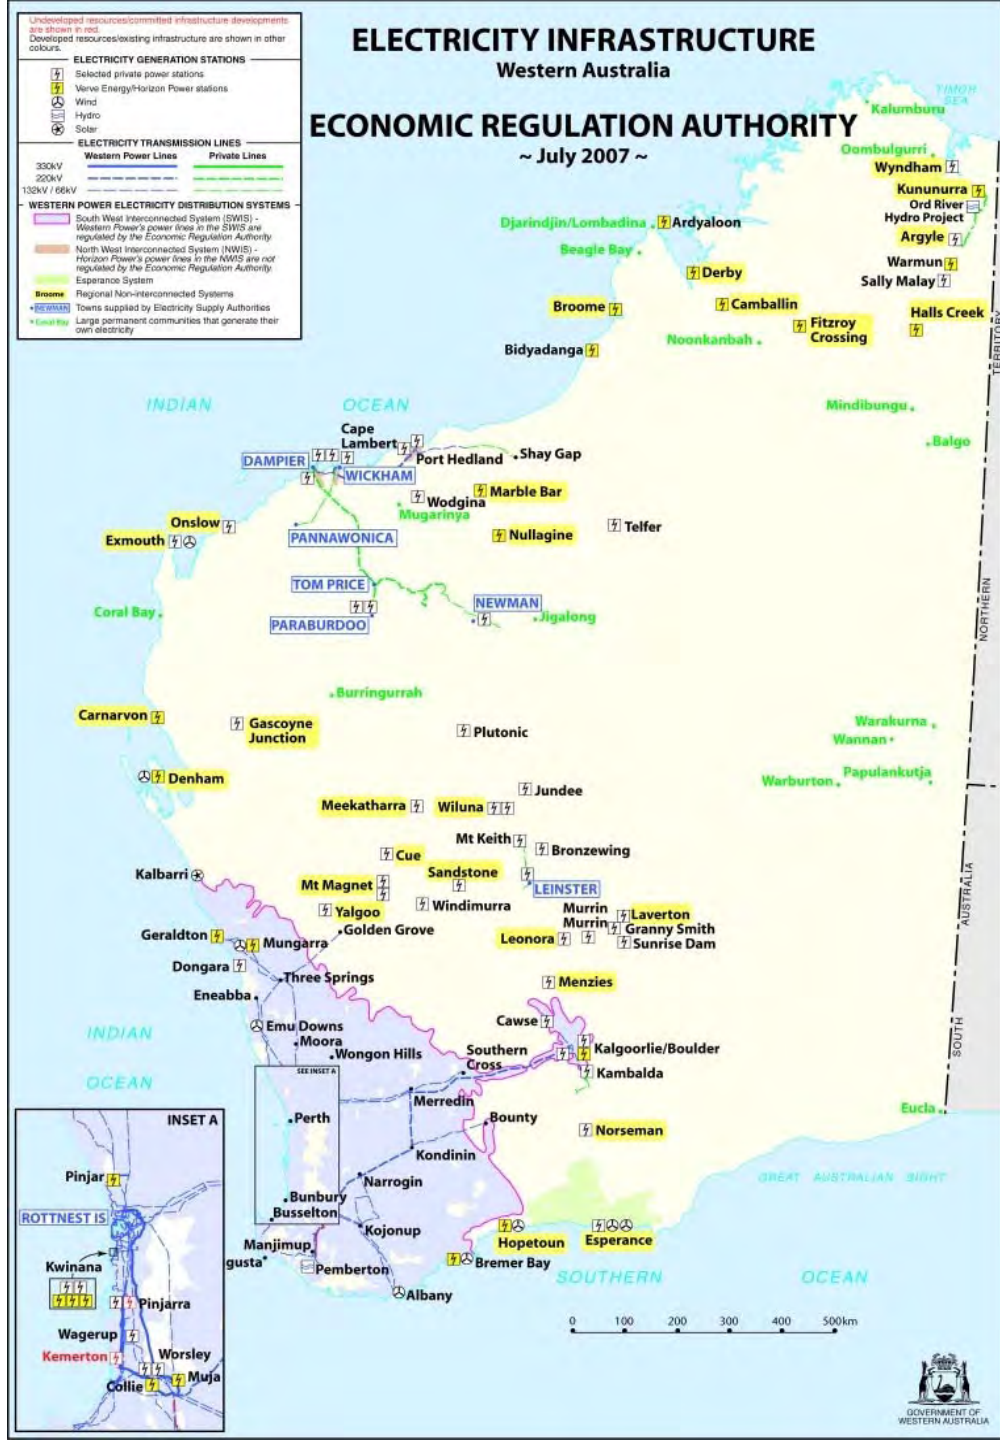 Undeveloped resources/committed infrastructure developments
are shown in red.
Developed resources/existing infrastructure are shown in other
colours.
ELECTRICITY GENERATION STATIONS
Selected private power stations
Verve Energy/Horizon Power stations
Wind
Hydro
Solar
ELECTRICITY TRANSMISSION LINES
Western Power Lines Private Lines
330kV
220kV
132kV / 66kV
WESTERN POWER ELECTRICITY DISTRIBUTION SYSTEMS
South West Interconnected System (SWIS) -
Western Power's power lines in the SWIS are
regulated by the Economic Regulation Authority.
North West Interconnected System (NWIS) -
Horizon Power's power lines in the NWIS are not
regulated by the Economic Regulation Authority.
Esperance System
Broome Regional Non-interconnected Systems
NEWMAN Towns supplied by Electricity Supply Authorities
Coral Bay Large permanent communities that generate their
own electricity
ELECTRICITY INFRASTRUCTURE
Western Australia
ECONOMIC REGULATION AUTHORITY
~ July 2007 ~
TIMOR
SEA
Kalumburu
Oombulgurri
Wyndham
Kununurra
Ord River
Hydro Project
Argyle
Warmun
Sally Malay
Halls Creek
Djarindjin/Lombadina
Ardyaloon
Beagle Bay
Derby
Broome
Camballin
Fitzroy
Crossing
Bidyadanga
Noonkanbah
Mindibungu
Balgo
INDIAN OCEAN
Cape
Lambert
DAMPIER
Port Hedland
Shay Gap
WICKHAM
Marble Bar
Wodgina
Mugarinya
Onslow
Telfer
Exmouth
PANNAWONICA
Nullagine
TOM PRICE
NEWMAN
PARABURDOO
Jigalong
Coral Bay
Burringurrah
Carnarvon
Gascoyne
Junction
Plutonic
Warakurna
Wannan
Papulankutja
Warburton
Denham
Jundee
Meekatharra
Wiluna
Mt Keith
Bronzewing
Cue
Sandstone
Kalbarri
Mt Magnet
LEINSTER
Yalgoo
Windimurra
Murrin
Murrin
Laverton
Granny Smith
Sunrise Dam
Golden Grove
Leonora
Geraldton
Mungarra
Dongara
Three Springs
Menzies
Eneabba
Cawse
Emu Downs
Moora
Wongon Hills
Southern
Cross
Kalgoorlie/Boulder
Kambalda
SEE INSET A
Merredin
Perth
Bounty
Norseman
Kondinin
Narrogin
Bunbury
Busselton
Kojonup
Manjimup
gusta
Pemberton
Hopetoun
Esperance
Bremer Bay
Albany
Eucla
NORTHERN
TERRITORY
SOUTH
AUSTRALIA
INDIAN
OCEAN
GREAT AUSTRALIAN BIGHT
SOUTHERN OCEAN
0 100 200 300 400 500km
INSET A
Pinjar
ROTTNEST IS
Kwinana
Pinjarra
Wagerup
Kemerton
Worsley
Collie
Muja
GOVERNMENT OF
WESTERN AUSTRALIA